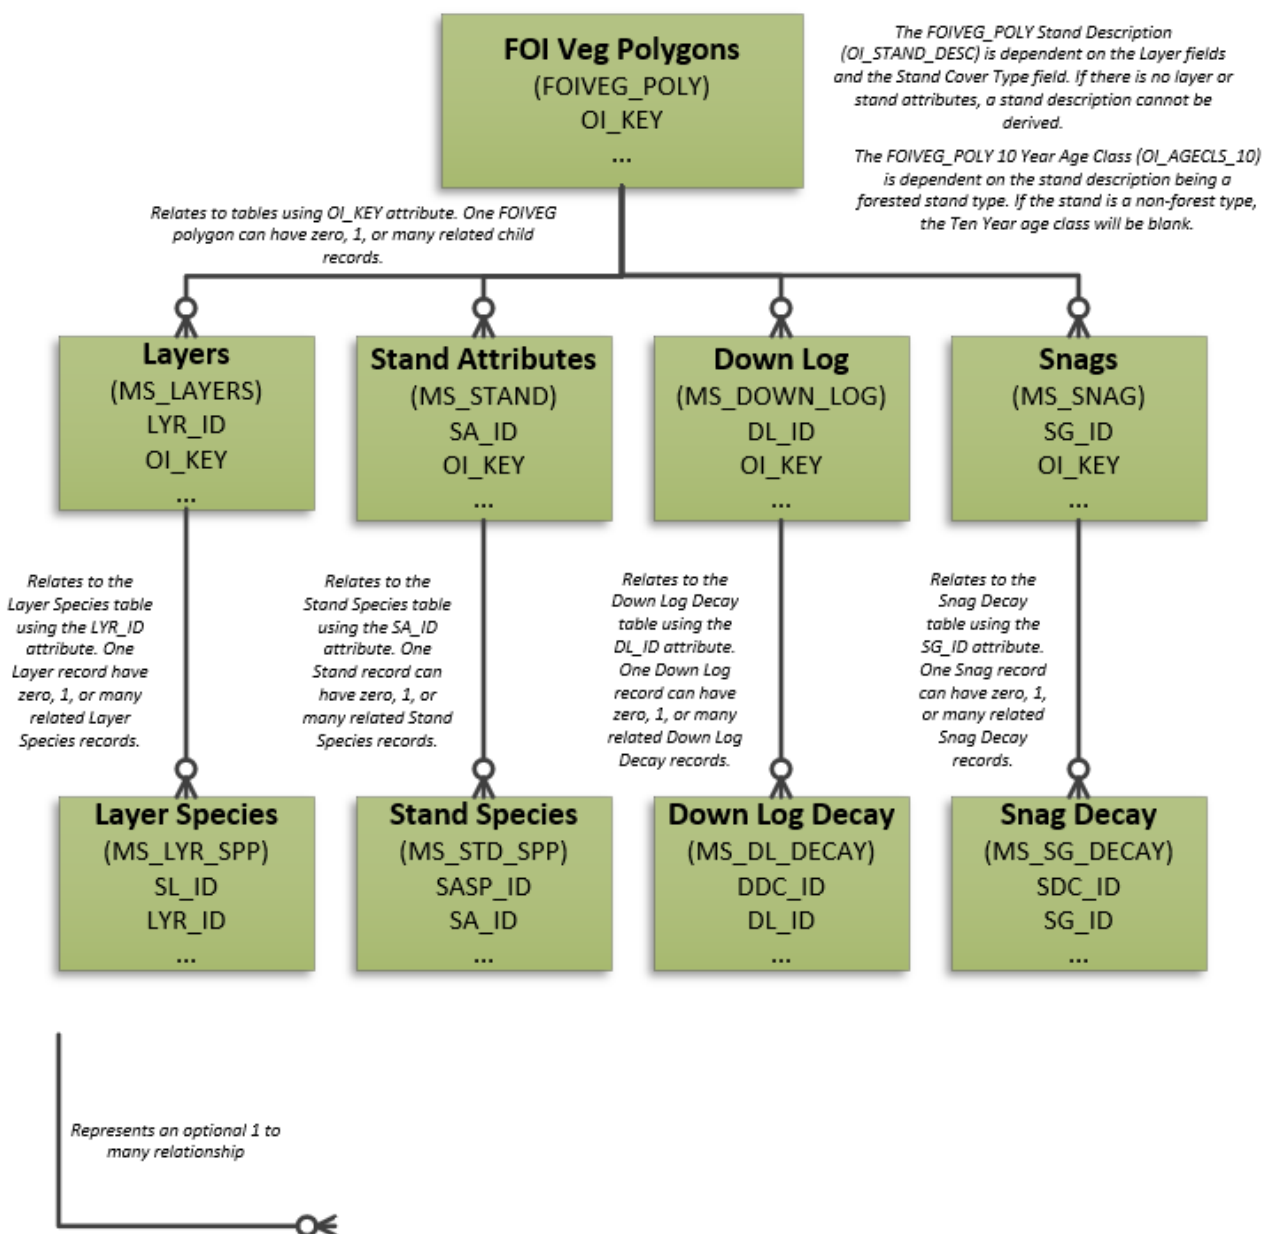 FOI Veg Polygons
(FOIVEG_POLY)
OI_KEY
...
The FOIVEG_POLY Stand Description
(OI_STAND_DESC) is dependent on the Layer fields
and the Stand Cover Type field. If there is no layer or
stand attributes, a stand description cannot be
derived.
The FOIVEG_POLY 10 Year Age Class (OI_AGECLS_10)
is dependent on the stand description being a
forested stand type. If the stand is a non-forest type,
the Ten Year age class will be blank.
Relates to tables using OI_KEY attribute. One FOIVEG
polygon can have zero, 1, or many related child
records.
Layers
(MS_LAYERS)
LYR_ID
OI_KEY
...
Stand Attributes
(MS_STAND)
SA_ID
OI_KEY
...
Down Log
(MS_DOWN_LOG)
DL_ID
OI_KEY
...
Snags
(MS_SNAG)
SG_ID
OI_KEY
...
Relates to the
Layer Species table
using the LYR_ID
attribute. One
Layer record have
zero, 1, or many
related Layer
Species records.
Relates to the
Stand Species table
using the SA_ID
attribute. One
Stand record can
have zero, 1, or
many related Stand
Species records.
Relates to the
Down Log Decay
table using the
DL_ID attribute.
One Down Log
record can have
zero, 1, or many
related Down Log
Decay records.
Relates to the
Snag Decay
table using the
SG_ID attribute.
One Snag record
can have zero, 1,
or many related
Snag Decay
records.
Layer Species
(MS_LYR_SPP)
SL_ID
LYR_ID
...
Stand Species
(MS_STD_SPP)
SASP_ID
SA_ID
...
Down Log Decay
(MS_DL_DECAY)
DDC_ID
DL_ID
...
Snag Decay
(MS_SG_DECAY)
SDC_ID
SG_ID
...
Represents an optional 1 to
many relationship